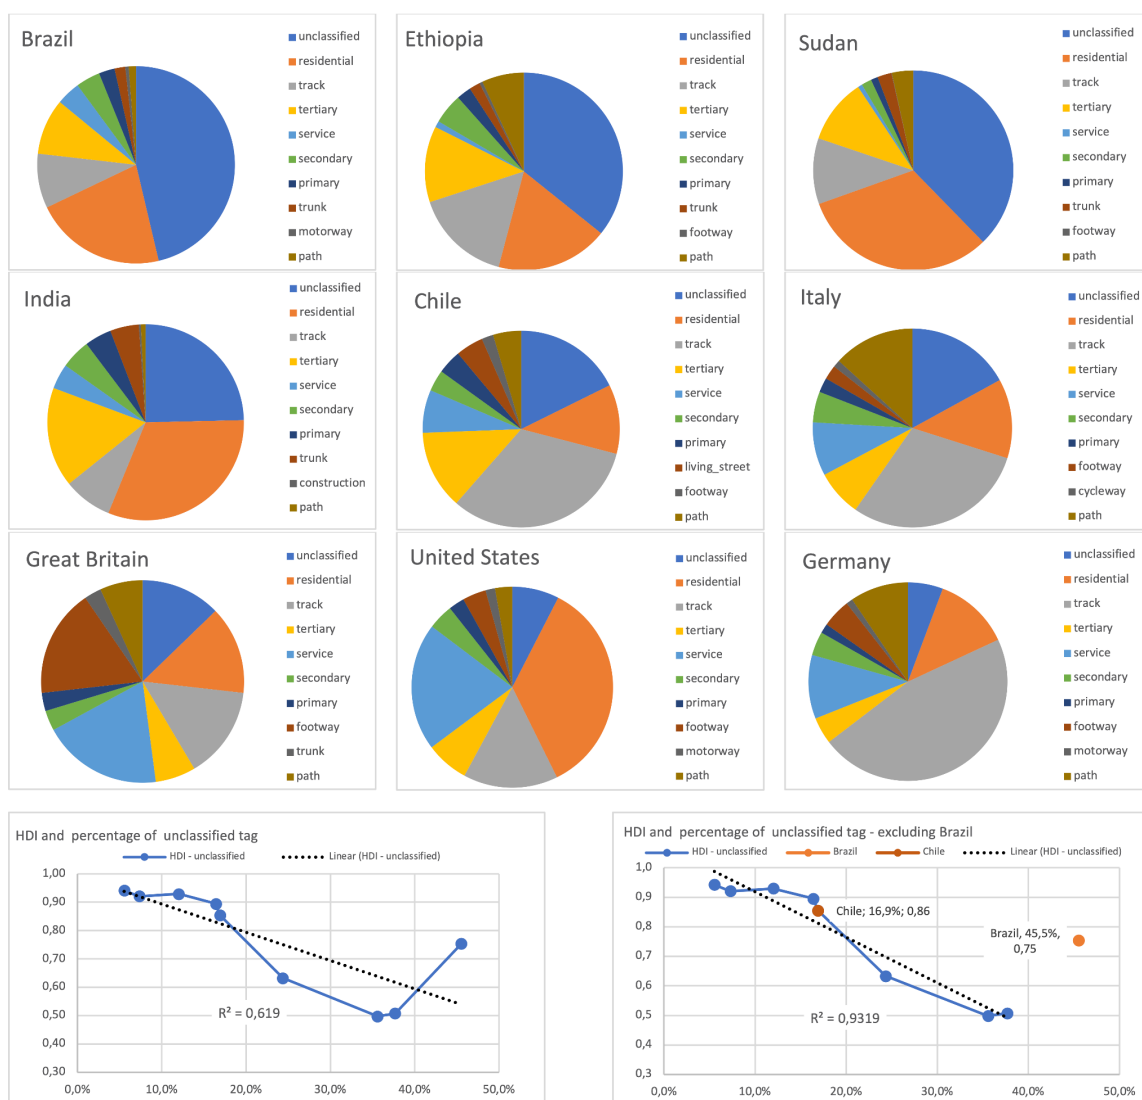 Brazil
unclassified
residential
track
tertiary
service
secondary
primary
trunk
motorway
path
Ethiopia
unclassified
residential
track
tertiary
service
secondary
primary
trunk
footway
path
Sudan
unclassified
residential
track
tertiary
service
secondary
primary
trunk
footway
path
India
unclassified
residential
track
tertiary
service
secondary
primary
trunk
construction
path
Chile
unclassified
residential
track
tertiary
service
secondary
primary
living_street
footway
path
Italy
unclassified
residential
track
tertiary
service
secondary
primary
footway
cycleway
path
Great Britain
unclassified
residential
track
tertiary
service
secondary
primary
footway
trunk
path
United States
unclassified
residential
track
tertiary
service
secondary
primary
footway
motorway
path
Germany
unclassified
residential
track
tertiary
service
secondary
primary
footway
motorway
path
HDI and percentage of unclassified tag
HDI - unclassified Linear (HDI - unclassified)
1,00
0,90
0,80
0,70
0,60
0,50
0,40
0,30
R² = 0,619
0,0% 10,0% 20,0% 30,0% 40,0% 50,0%
HDI and percentage of unclassified tag - excluding Brazil
HDI - unclassified Brazil Chile Linear (HDI - unclassified)
1,0
0,9
0,8
0,7
0,6
0,5
0,4
0,3
Chile; 16,9%; 0,86
Brazil, 45,5%,
0,75
R² = 0,9319
0,0% 10,0% 20,0% 30,0% 40,0% 50,0%